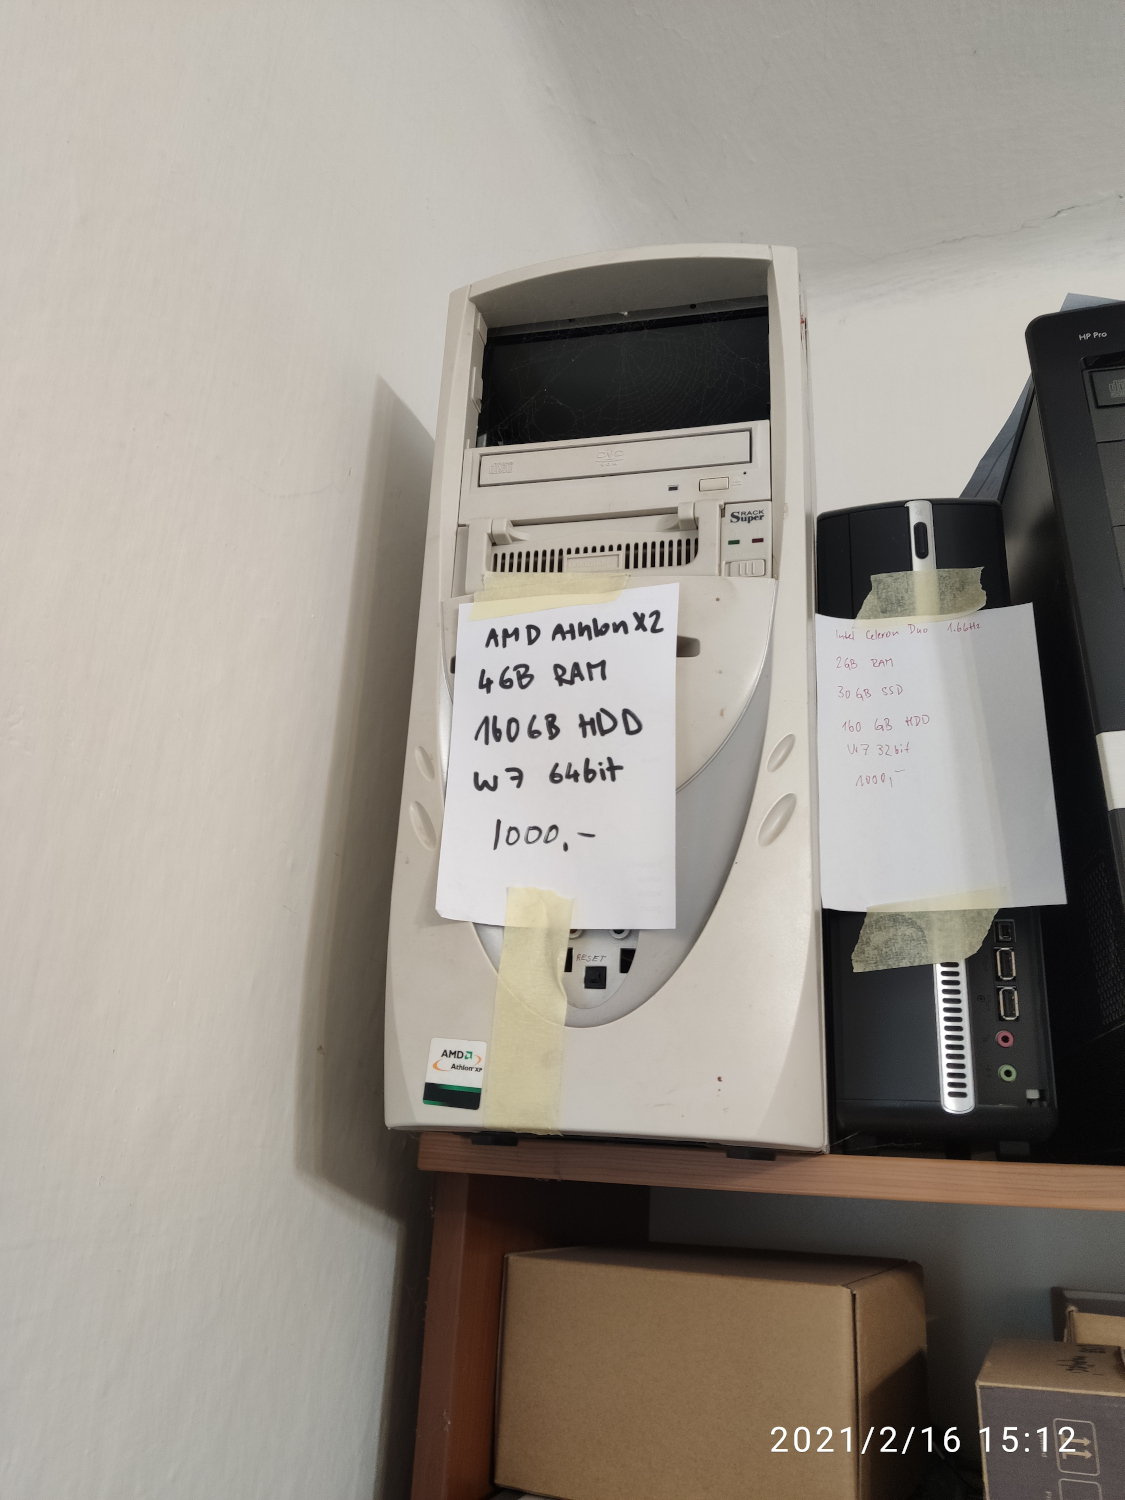 HP Pro
DVD
RACK
Super
AMD Athlon X2
4GB RAM
160GB HDD
W7 64bit
1000,-
Intel Celeron Duo 1.6GHz
2GB RAM
30GB SSD
160 GB HDD
W7 32bit
1000,-
RESET
AMD
Athlon XP
2021/2/16 15:12